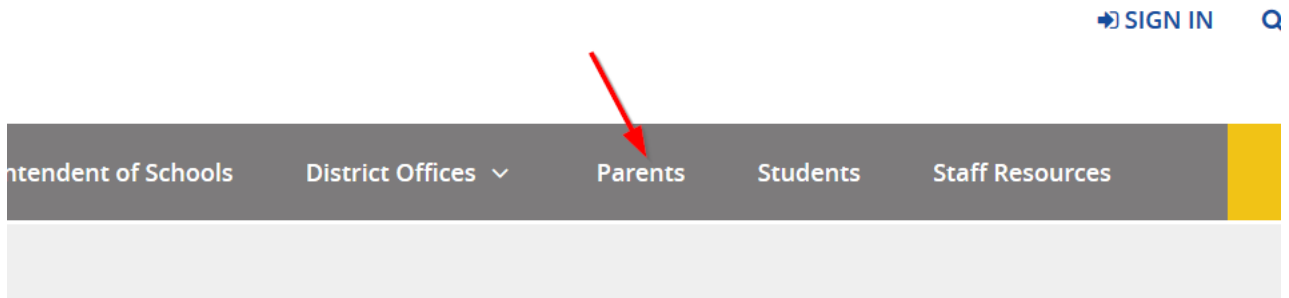 SIGN IN
ntendent of Schools District Offices Parents Students Staff Resources